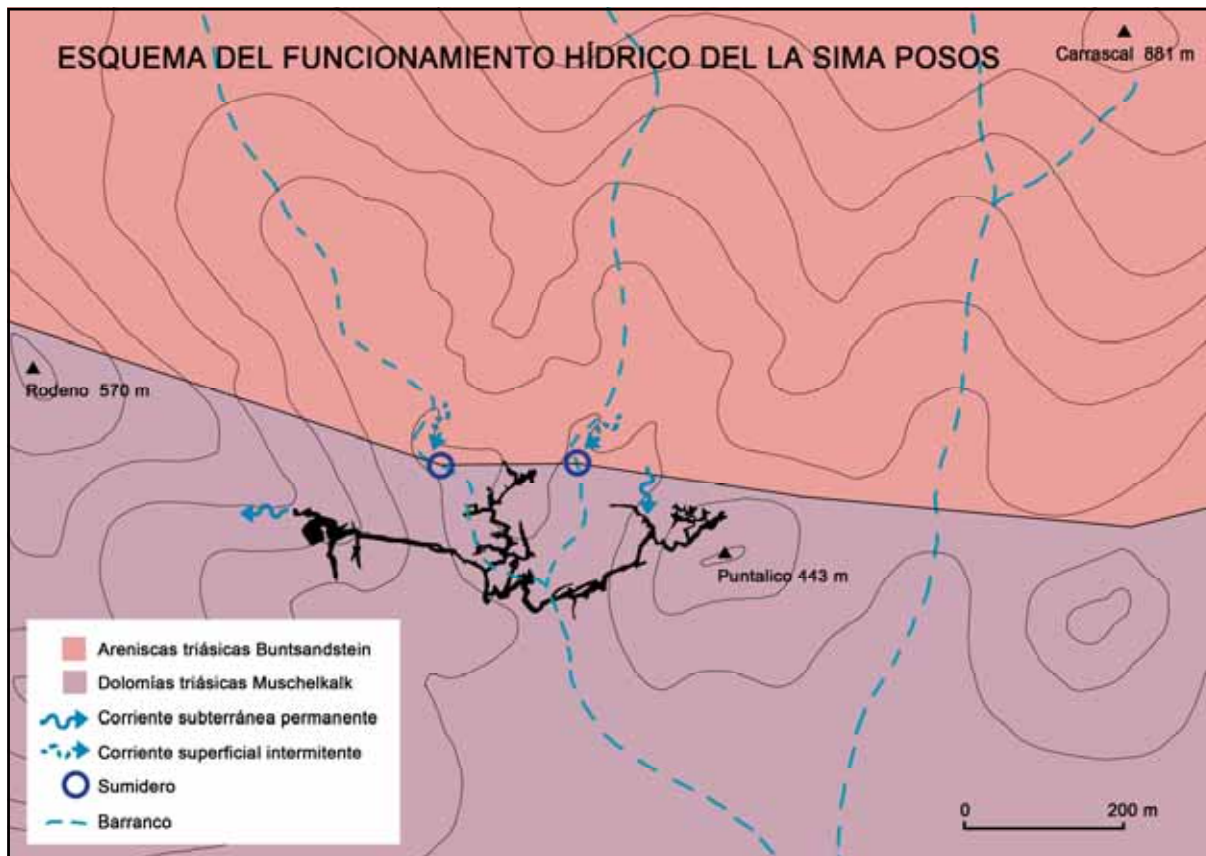 ESQUEMA DEL FUNCIONAMIENTO HÍDRICO DEL LA SIMA POSOS
Carrascal 881 m
Rodeno 570 m
Puntalico 443 m
Areniscas triásicas Buntsandstein
Dolomías triásicas Muschelkalk
Corriente subterránea permanente
Corriente superficial intermitente
Sumidero
Barranco
0 200 m